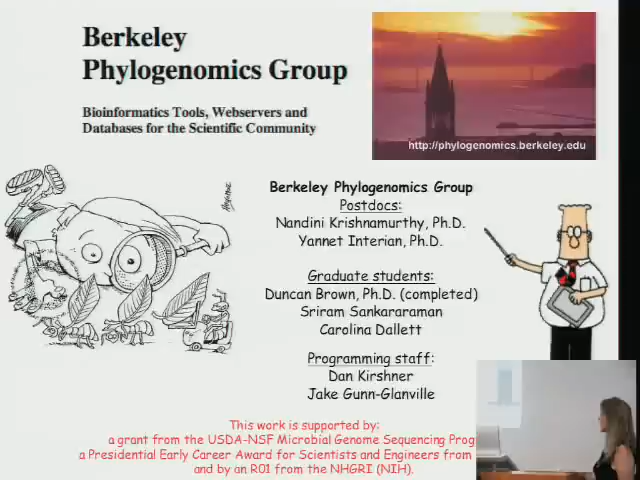 Berkeley
Phylogenomics Group
Bioinformatics Tools, Webservers and
Databases for the Scientific Community
http://phylogenomics.berkeley.edu
Berkeley Phylogenomics Group
Postdocs:
Nandini Krishnamurthy, Ph.D.
Yannet Interian, Ph.D.
Graduate students:
Duncan Brown, Ph.D. (completed)
Sriram Sankararaman
Carolina Dallett
Programming staff:
Dan Kirshner
Jake Gunn-Glanville
This work is supported by:
a grant from the USDA-NSF Microbial Genome Sequencing Prog
a Presidential Early Career Award for Scientists and Engineers from
and by an R01 from the NHGRI (NIH).